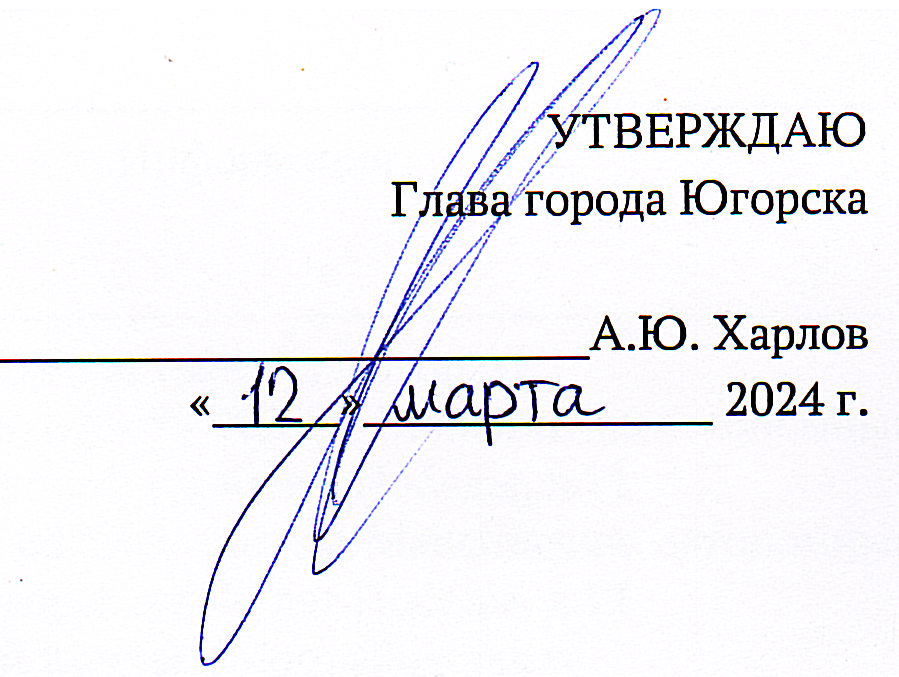 УТВЕРЖДАЮ
Глава города Югорска
А.Ю. Харлов
« 12 » марта 2024 г.